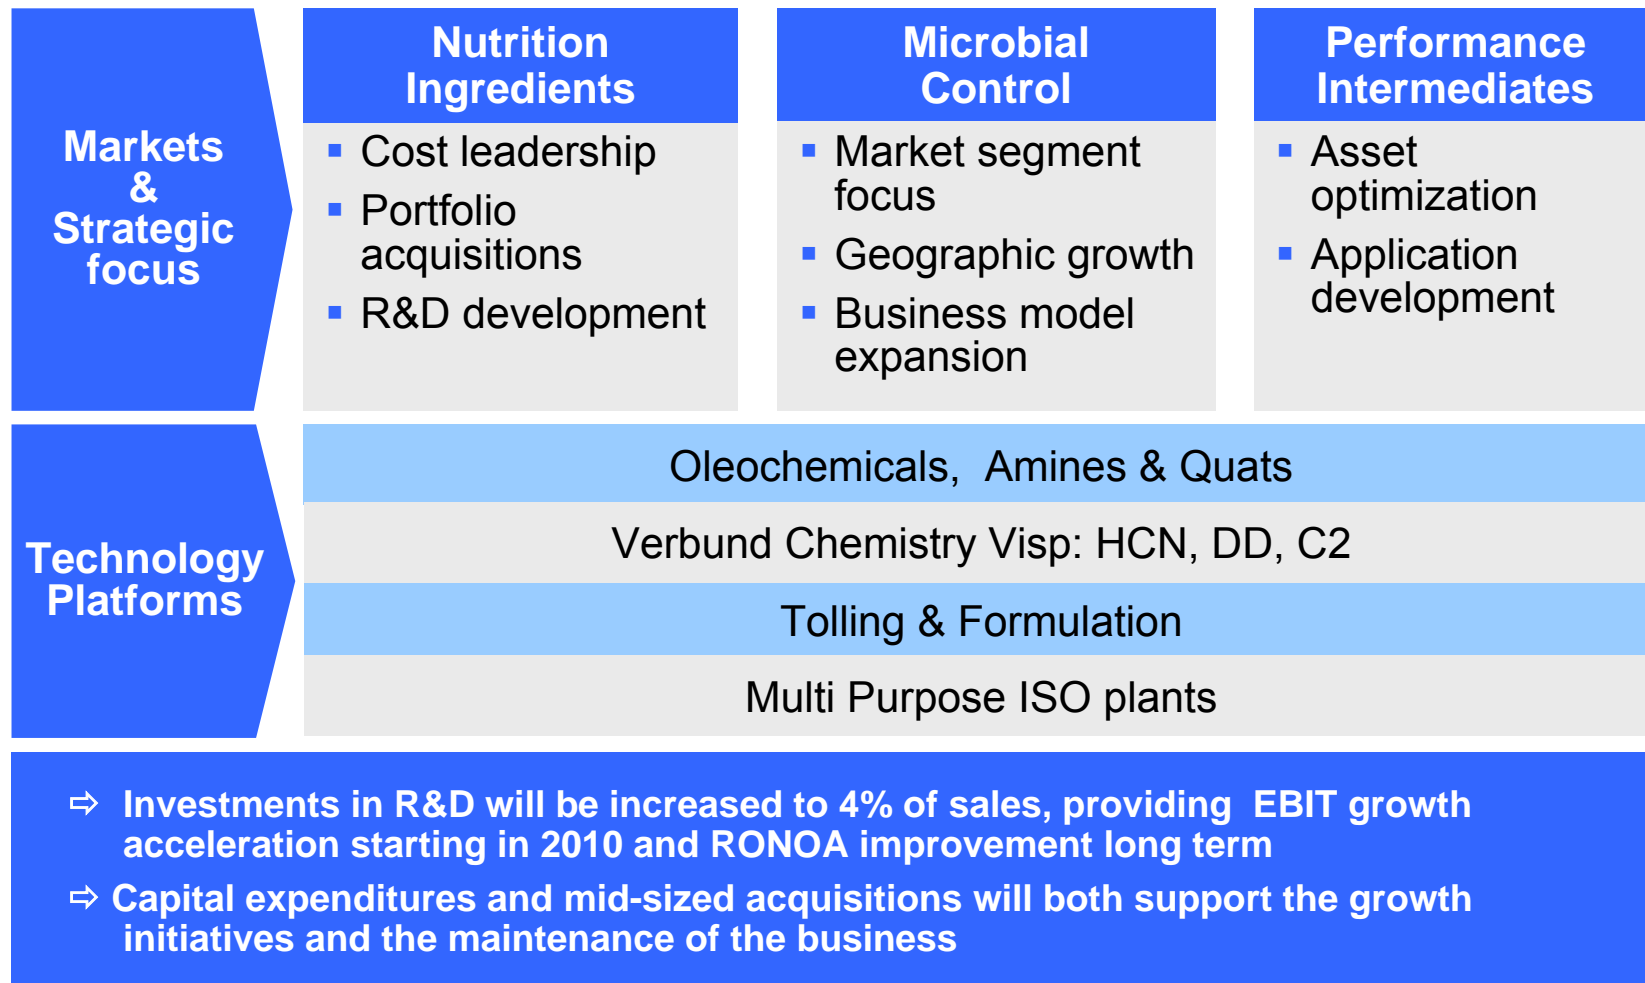 Markets
&
Strategic
focus
Nutrition
Ingredients
▪ Cost leadership
▪ Portfolio
acquisitions
▪ R&D development
Microbial
Control
▪ Market segment
focus
▪ Geographic growth
▪ Business model
expansion
Performance
Intermediates
▪ Asset
optimization
▪ Application
development
Technology
Platforms
Oleochemicals,  Amines & Quats
Verbund Chemistry Visp: HCN, DD, C2
Tolling & Formulation
Multi Purpose ISO plants
⇨ Investments in R&D will be increased to 4% of sales, providing  EBIT growth
acceleration starting in 2010 and RONOA improvement long term
⇨ Capital expenditures and mid-sized acquisitions will both support the growth
initiatives and the maintenance of the business